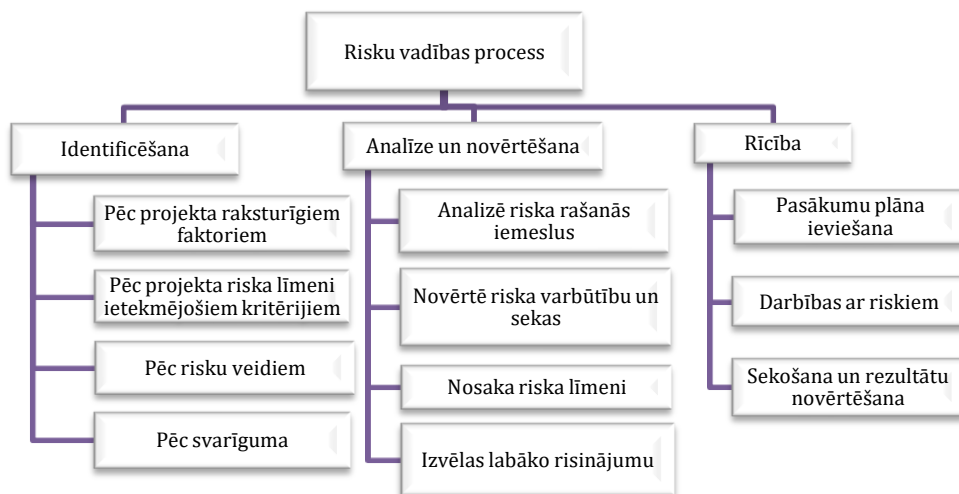 Risku vadības process
Identificēšana
Pēc projekta raksturīgiem
faktoriem
Pēc projekta riska līmeni
ietekmējošiem kritērijiem
Pēc risku veidiem
Pēc svarīguma
Analīze un novērtēšana
Analizē riska rašanās
iemeslus
Novērtē riska varbūtību un
sekas
Nosaka riska līmeni
Izvēlas labāko risinājumu
Rīcība
Pasākumu plāna
ieviešana
Darbības ar riskiem
Sekošana un rezultātu
novērtēšana